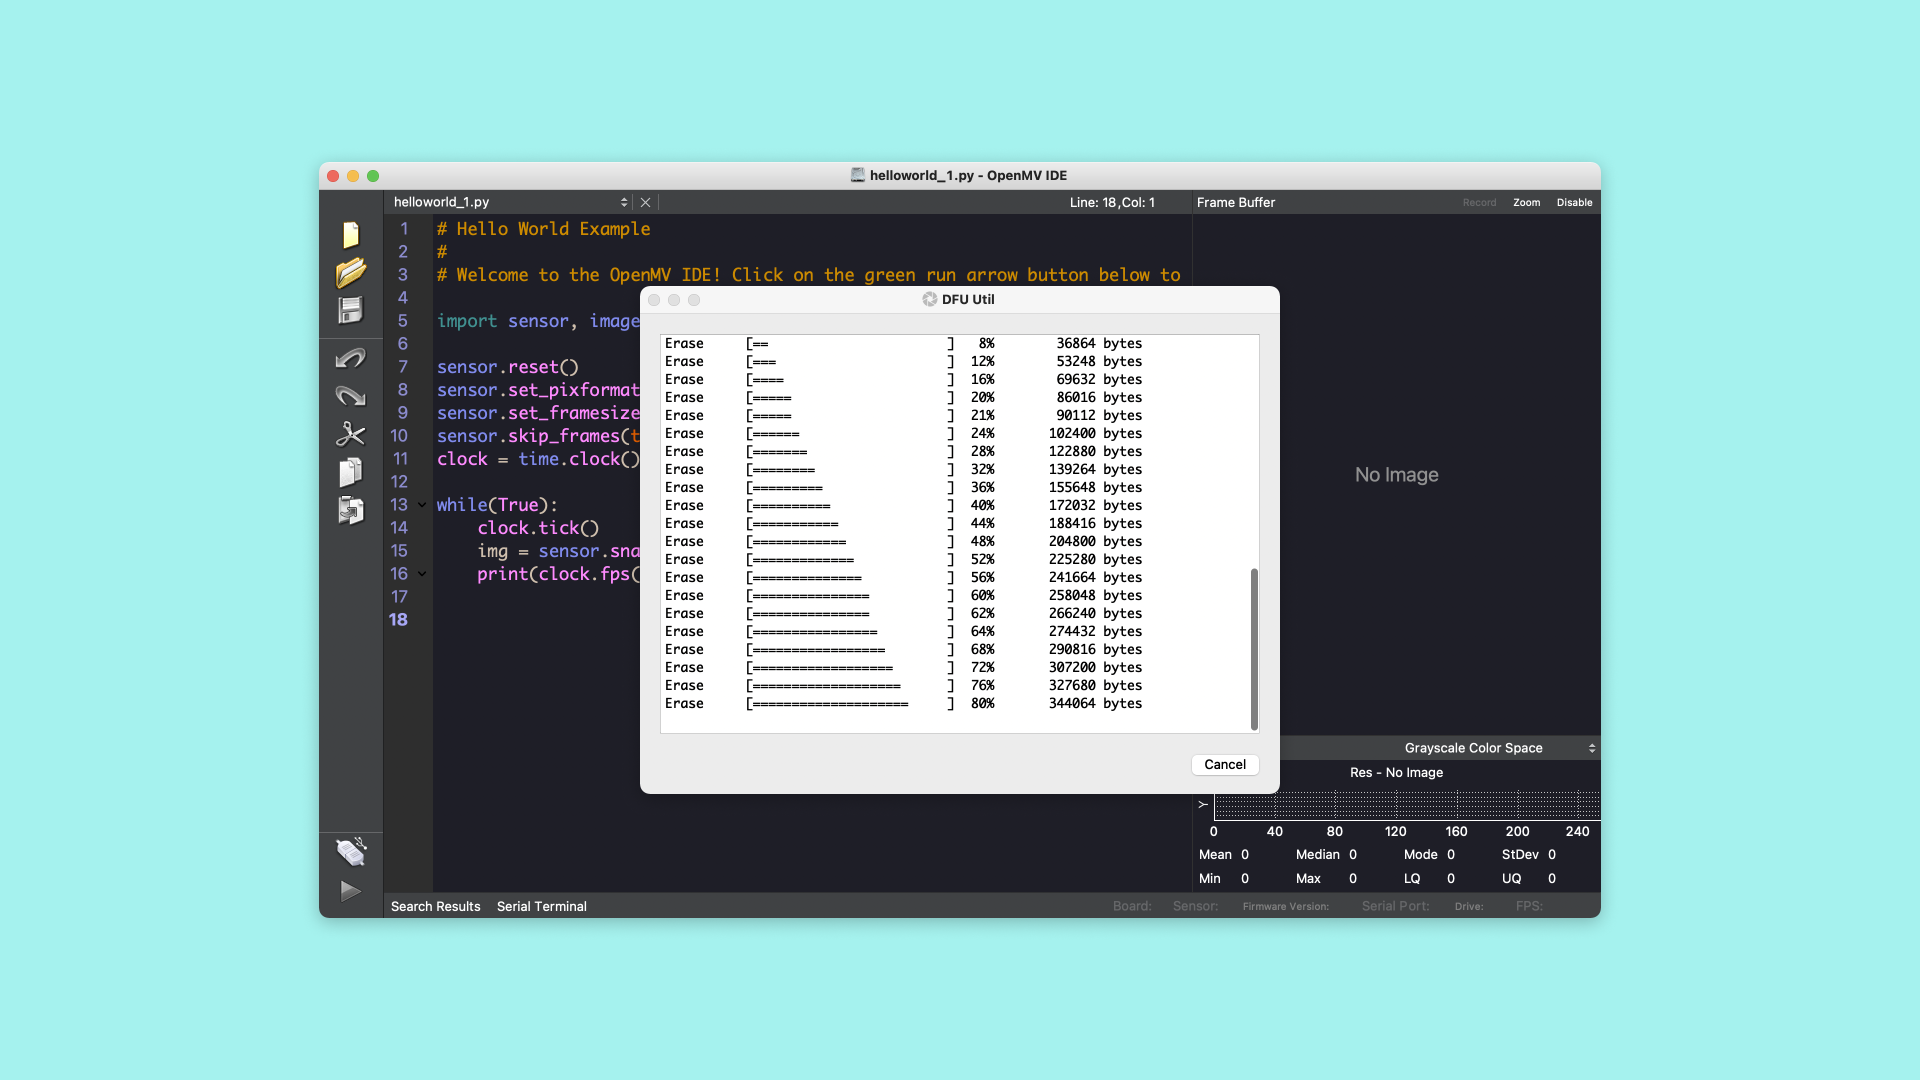 helloworld_1.py - OpenMV IDE
helloworld_1.py
Line: 18,Col: 1
Frame Buffer
Record Zoom Disable
1 # Hello World Example
2 #
3 # Welcome to the OpenMV IDE! Click on the green run arrow button below to
4
5 import sensor, image
6
7 sensor.reset()
8 sensor.set_pixformat
9 sensor.set_framesize
10 sensor.skip_frames(t
11 clock = time.clock()
12
13 while(True):
14 clock.tick()
15 img = sensor.sna
16 print(clock.fps(
17
18
DFU Util
Erase [== ] 8% 36864 bytes
Erase [=== ] 12% 53248 bytes
Erase [==== ] 16% 69632 bytes
Erase [===== ] 20% 86016 bytes
Erase [===== ] 21% 90112 bytes
Erase [====== ] 24% 102400 bytes
Erase [======= ] 28% 122880 bytes
Erase [======== ] 32% 139264 bytes
Erase [========= ] 36% 155648 bytes
Erase [========== ] 40% 172032 bytes
Erase [=========== ] 44% 188416 bytes
Erase [============ ] 48% 204800 bytes
Erase [============= ] 52% 225280 bytes
Erase [============== ] 56% 241664 bytes
Erase [=============== ] 60% 258048 bytes
Erase [=============== ] 62% 266240 bytes
Erase [================ ] 64% 274432 bytes
Erase [================= ] 68% 290816 bytes
Erase [================== ] 72% 307200 bytes
Erase [=================== ] 76% 327680 bytes
Erase [==================== ] 80% 344064 bytes
Cancel
No Image
Grayscale Color Space
Res - No Image
Y
0 40 80 120 160 200 240
Mean 0 Median 0 Mode 0 StDev 0
Min 0 Max 0 LQ 0 UQ 0
Search Results Serial Terminal
Board: Sensor: Firmware Version: Serial Port: Drive: FPS: